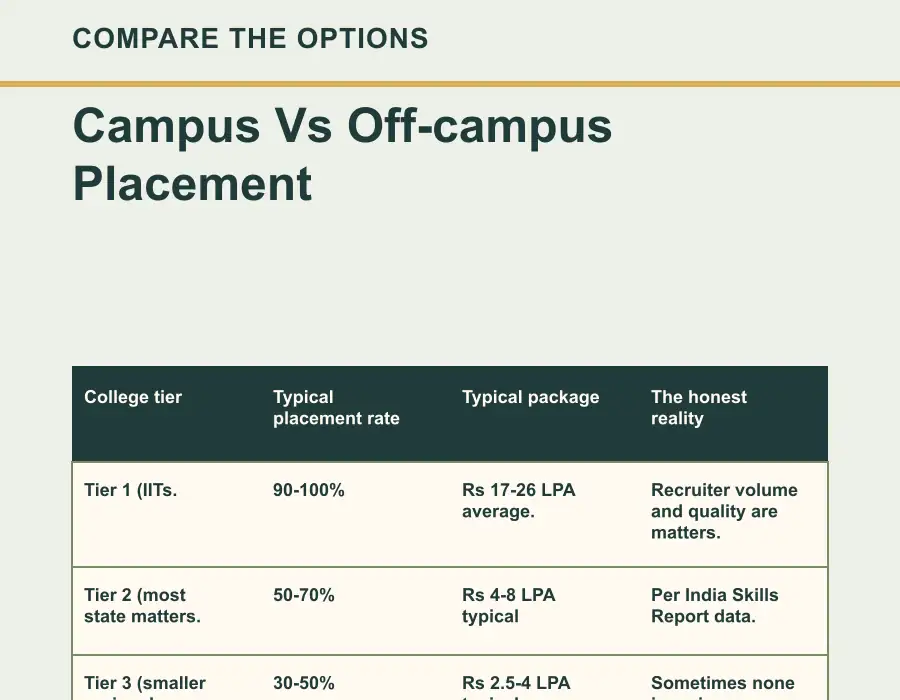 COMPARE THE OPTIONS
Campus Vs Off-campus
Placement
College tier
Typical
placement rate
Typical package
The honest
reality
Tier 1 (IITs.
90-100%
Rs 17-26 LPA
average.
Recruiter volume
and quality are
matters.
Tier 2 (most
state matters.
50-70%
Rs 4-8 LPA
typical
Per India Skills
Report data.
Tier 3 (smaller
30-50%
Rs 2.5-4 LPA
Sometimes none